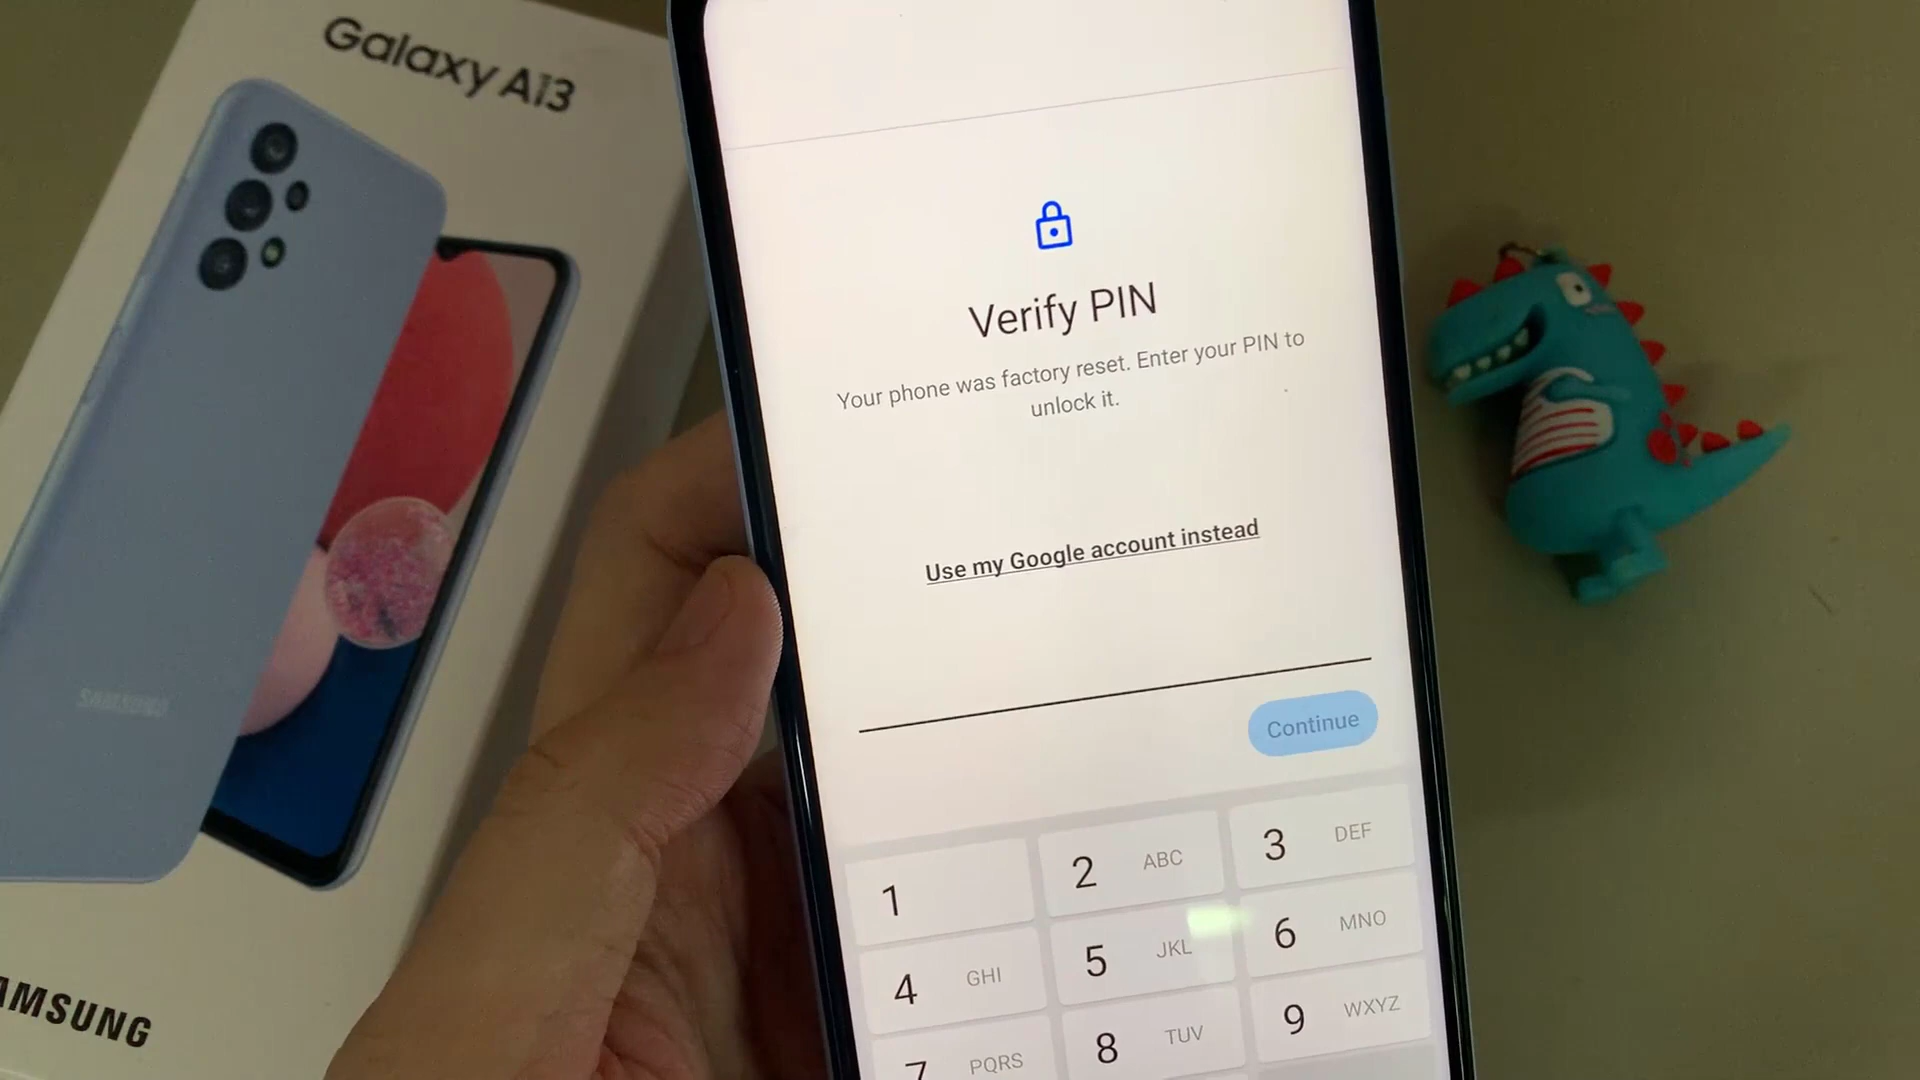 Galaxy A13
SAMSUNG
AMSUNG
Verify PIN
Your phone was factory reset. Enter your PIN to
unlock it.
Use my Google account instead
Continue
1
2 ABC
3 DEF
4 GHI
5 JKL
6 MNO
7 PQRS
8 TUV
9 WXYZ